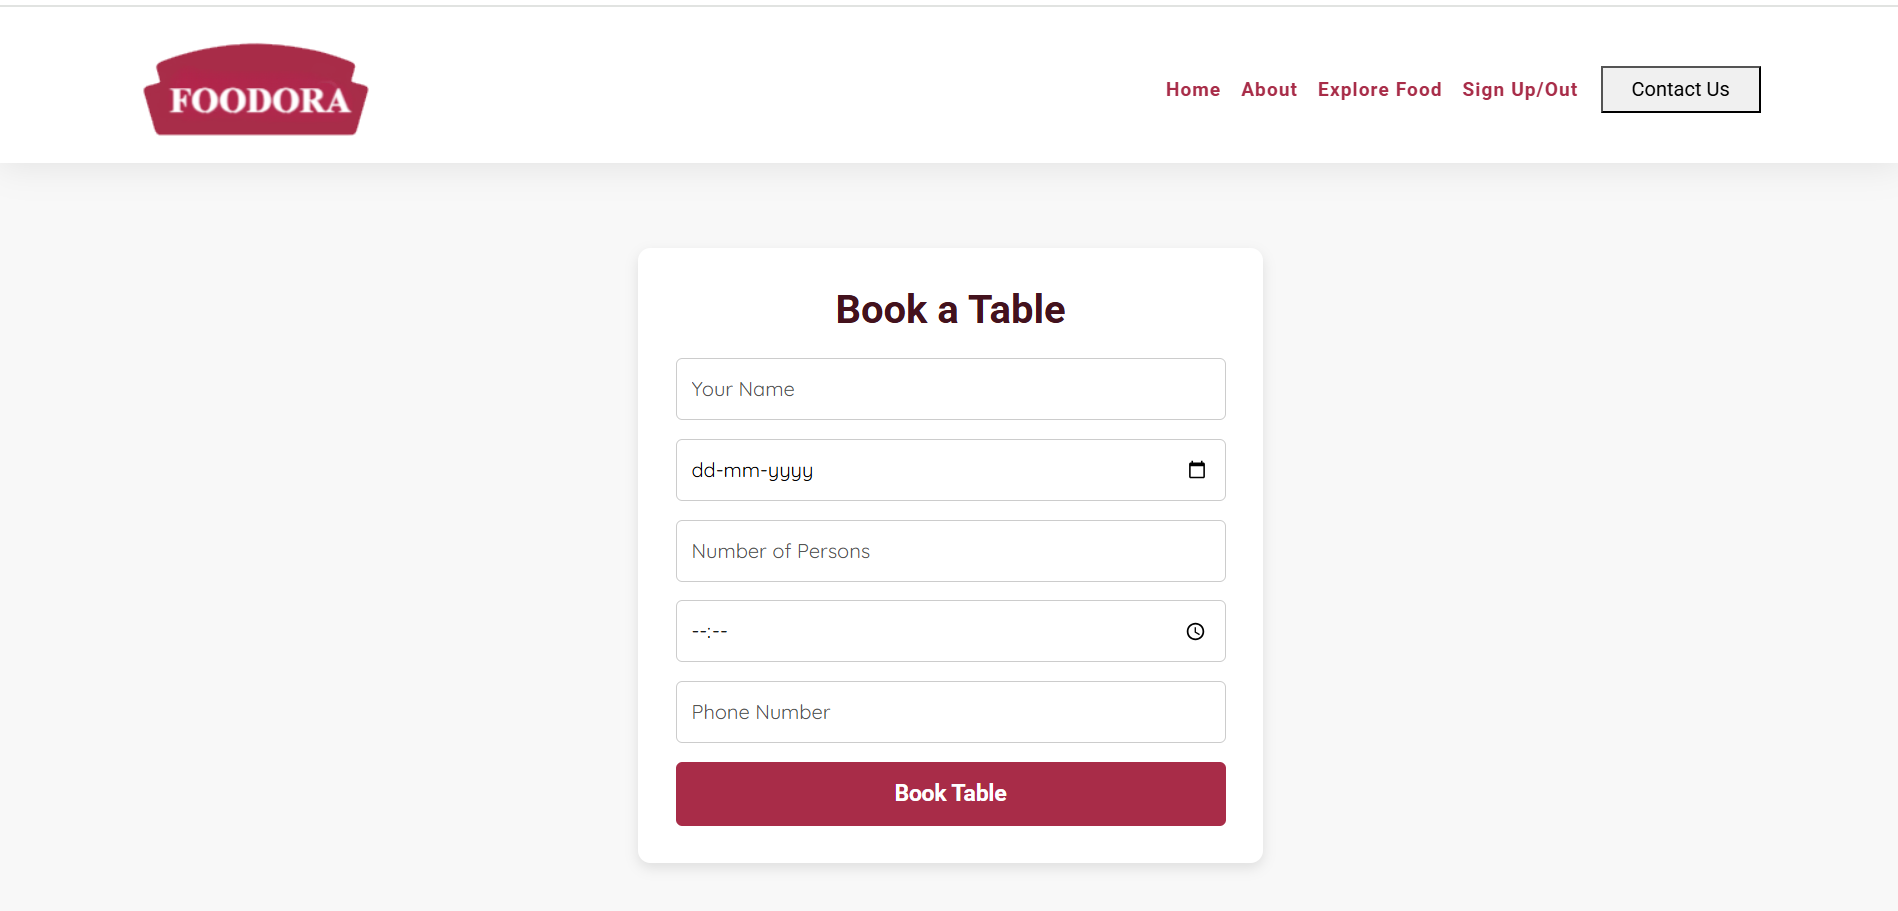 FOODORA
Home About Explore Food Sign Up/Out Contact Us
Book a Table
Your Name
dd-mm-yyyy
Number of Persons
--:--
Phone Number
Book Table